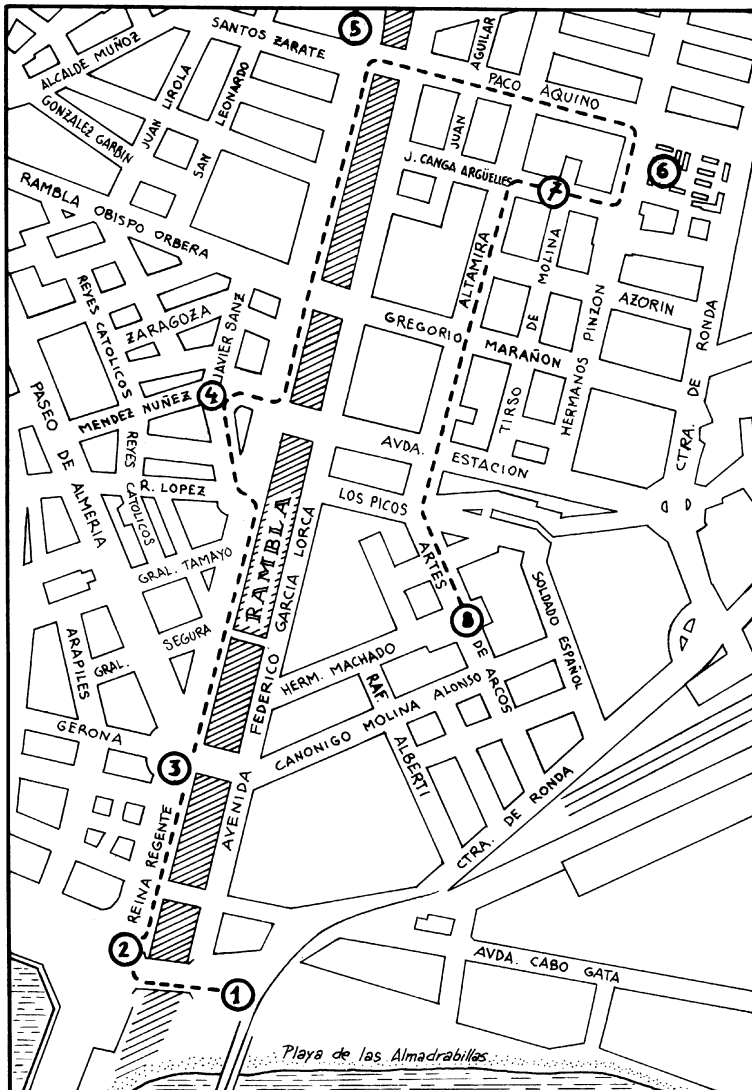 5
SANTOS ZARATE
AGUILAR
ALCALDE MUÑOZ
LIROLA
LEONARDO
PACO AQUINO
GONZALEZ GARBIN
JUAN
SAN
JUAN
J. CANGA ARGÜELLES
6
7
RAMBLA OBISPO ORBERA
ALTAMIRA
MOLINA
DE
TIRSO
REYES CATOLICOS
ZARAGOZA
JAVIER SANZ
GREGORIO MARAÑON
HERMANOS PINZON
AZORIN
CTRA. DE RONDA
4
MENDEZ NUÑEZ
PASEO DE ALMERIA
REYES CATOLICOS
AVDA. ESTACION
R. LOPEZ
LOS PICOS
RAMBLA
GRAL. TAMAYO
ARTES
DE ARCOS
SOLDADO ESPAÑOL
8
ARAPILES
GRAL. SEGURA
AVENIDA FEDERICO GARCIA LORCA
HERM. MACHADO
RAF. ALBERTI
CANONIGO MOLINA ALONSO
GERONA
3
REINA REGENTE
CTRA. DE RONDA
2
1
AVDA. CABO GATA
Playa de las Almadrabillas